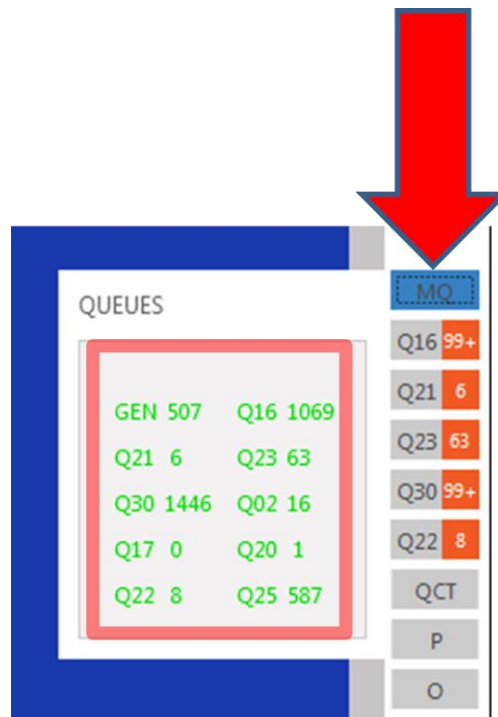 QUEUES
GEN 507 Q16 1069
Q21 6 Q23 63
Q30 1446 Q02 16
Q17 0 Q20 1
Q22 8 Q25 587
MQ
Q16 99+
Q21 6
Q23 63
Q30 99+
Q22 8
QCT
P
O